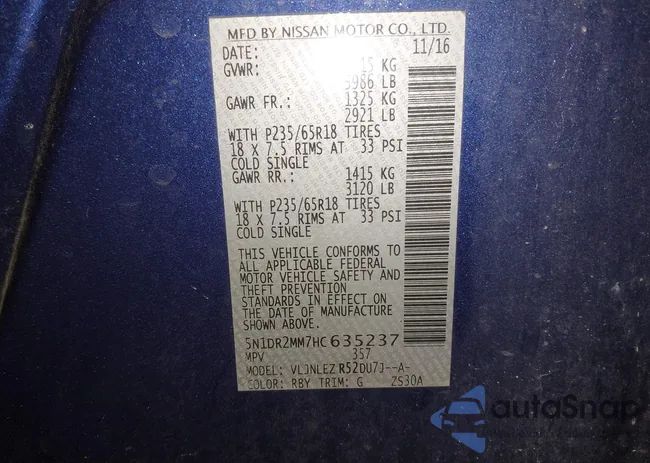 MFD BY NISSAN MOTOR CO., LTD.
DATE: 11/16
GVWR: 15 KG
5986 LB
GAWR FR.: 1325 KG
2921 LB
WITH P235/65R18 TIRES
18 X 7.5 RIMS AT 33 PSI
COLD SINGLE
GAWR RR.: 1415 KG
3120 LB
WITH P235/65R18 TIRES
18 X 7.5 RIMS AT 33 PSI
COLD SINGLE
THIS VEHICLE CONFORMS TO
ALL APPLICABLE FEDERAL
MOTOR VEHICLE SAFETY AND
THEFT PREVENTION
STANDARDS IN EFFECT ON
THE DATE OF MANUFACTURE
SHOWN ABOVE.
5N1DR2MM7HC635237
MPV 357
MODEL: VLJNLEZ R52DU7J--A-
COLOR: RBY TRIM: G ZS30A
autoSnap